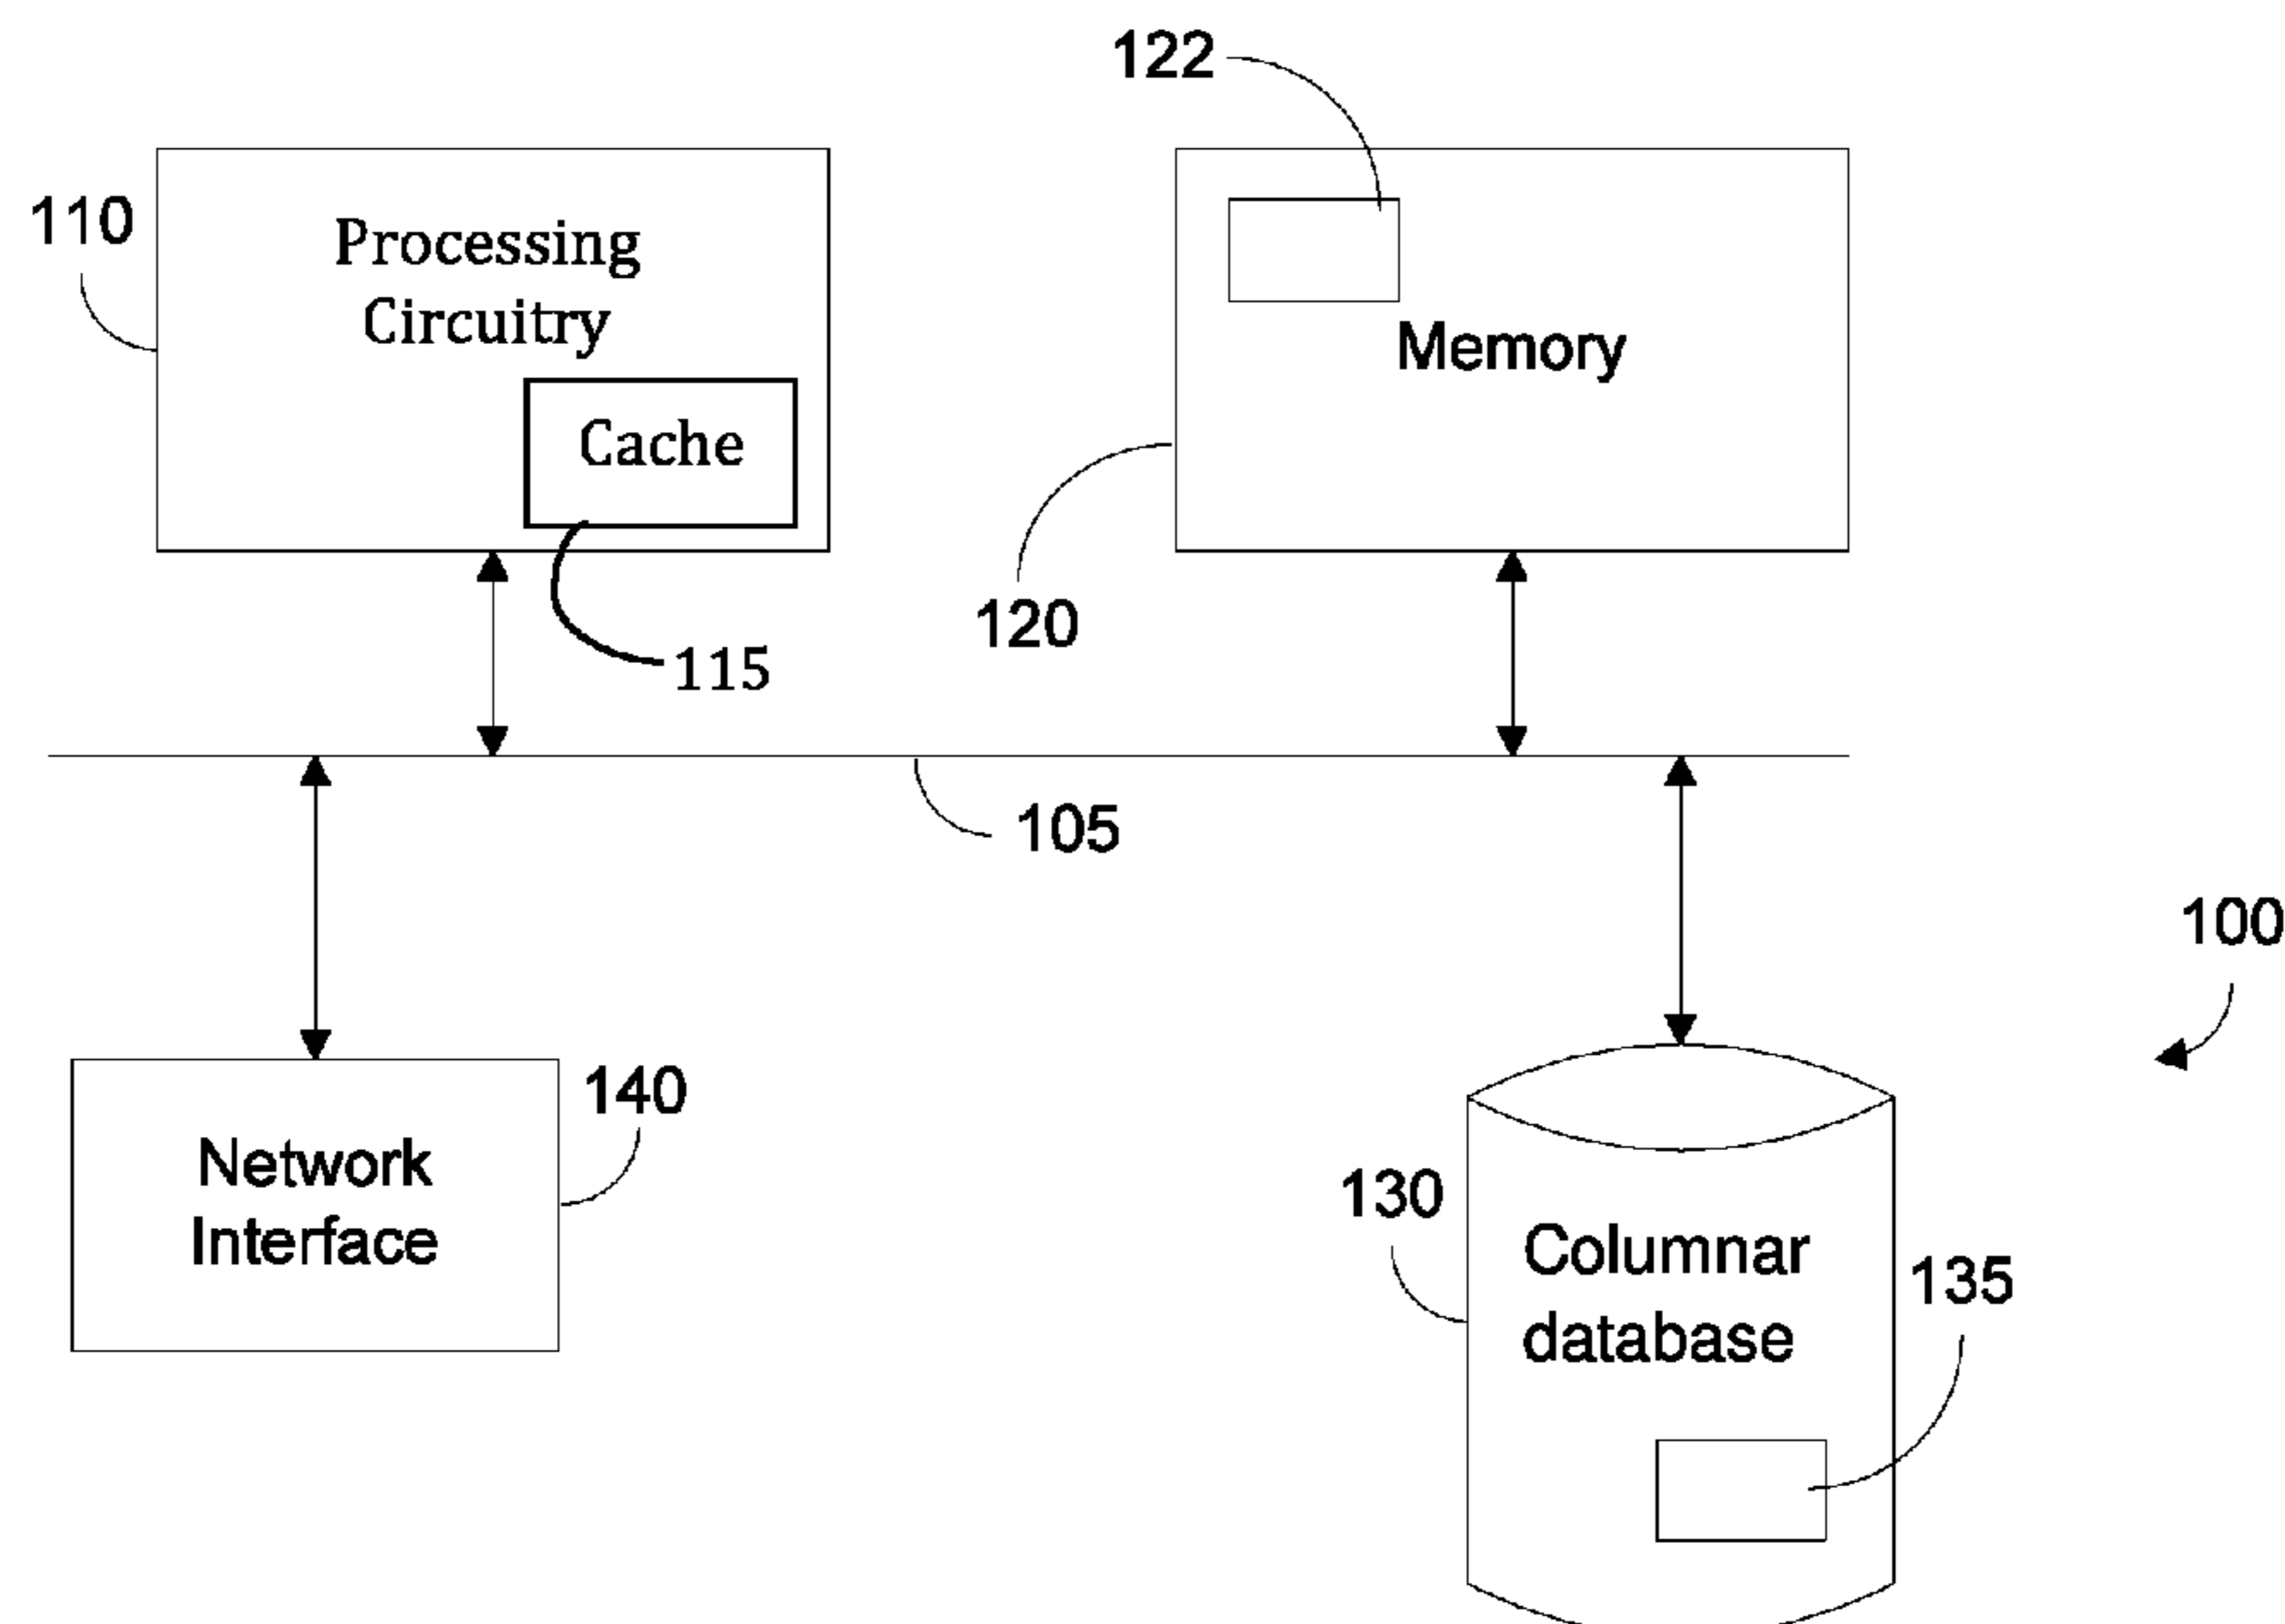 122
110
Processing
Circuitry
Memory
Cache
120
115
105
100
140
Network
Interface
130
Columnar
database
135